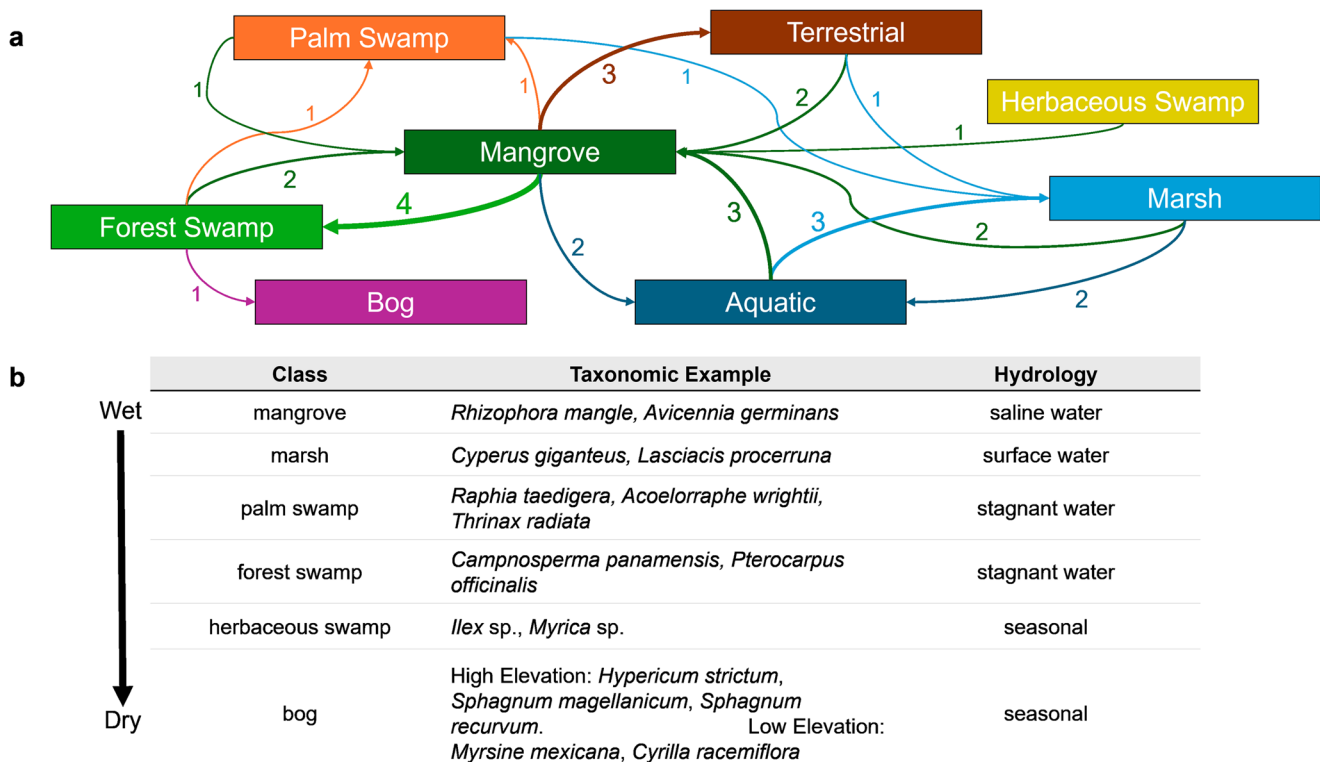 a
Palm Swamp
Terrestrial
3
1
1
1
1
2
1
Herbaceous Swamp
1
Mangrove
2
4
3
3
2
2
Marsh
Forest Swamp
1
Bog
Aquatic
2
b
Class Taxonomic Example Hydrology
Wet
mangrove Rhizophora mangle, Avicennia germinans saline water
marsh Cyperus giganteus, Lasciacis procerruna surface water
palm swamp Raphia taedigera, Acoelorraphe wrightii,
Thrinax radiata stagnant water
forest swamp Campnosperma panamensis, Pterocarpus
officinalis stagnant water
herbaceous swamp Ilex sp., Myrica sp. seasonal
Dry
bog High Elevation: Hypericum strictum,
Sphagnum magellanicum, Sphagnum
recurvum. Low Elevation:
Myrsine mexicana, Cyrilla racemiflora seasonal